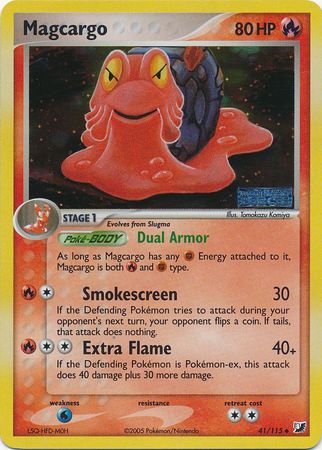 Magcargo 80 HP
Illus. Tomokazu Komiya
STAGE 1
Evolves from Slugma
Poké-BODY Dual Armor
As long as Magcargo has any Energy attached to it,
Magcargo is both and type.
Smokescreen 30
If the Defending Pokémon tries to attack during your
opponent's next turn, your opponent flips a coin. If tails,
that attack does nothing.
Extra Flame 40+
If the Defending Pokémon is Pokémon-ex, this attack
does 40 damage plus 30 more damage.
weakness resistance retreat cost
L5Q-HFD-M0H ©2005 Pokémon/Nintendo 41/115